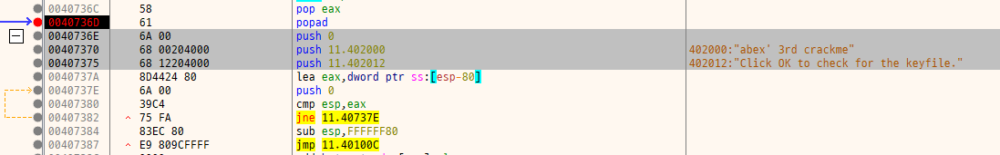 0040736C 58 pop eax
0040736D 61 popad
0040736E 6A 00 push 0
00407370 68 00204000 push 11.402000 402000:"abex' 3rd crackme"
00407375 68 12204000 push 11.402012 402012:"Click OK to check for the keyfile."
0040737A 8D4424 80 lea eax,dword ptr ss:[esp-80]
0040737E 6A 00 push 0
00407380 39C4 cmp esp,eax
00407382 75 FA jne 11.40737E
00407384 83EC 80 sub esp,FFFFFF80
00407387 E9 809CFFFF jmp 11.40100C